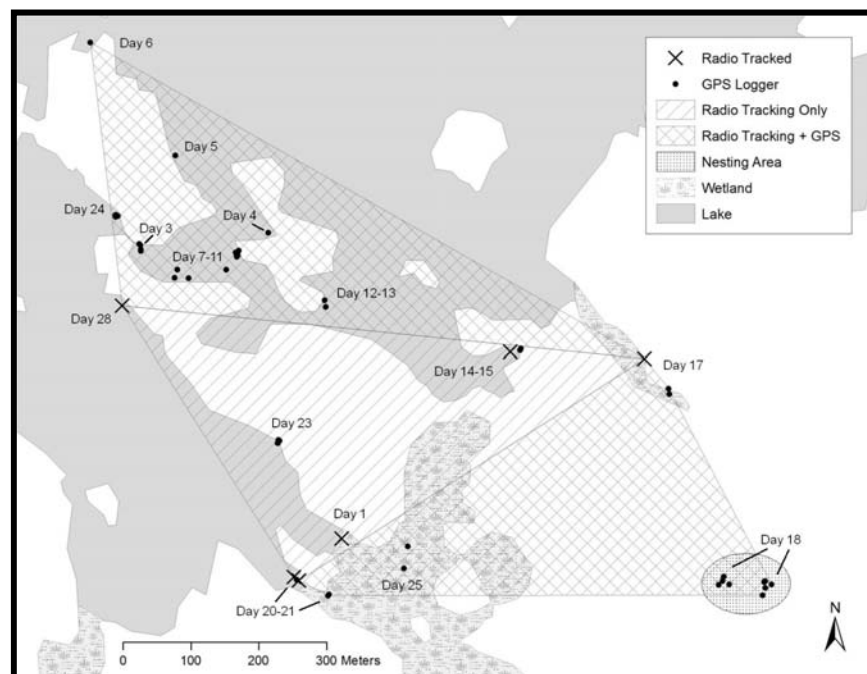 Day 6
Radio Tracked
GPS Logger
Radio Tracking Only
Radio Tracking + GPS
Nesting Area
Wetland
Lake
Day 5
Day 24
Day 3
Day 4
Day 7-11
Day 12-13
Day 28
Day 14-15
Day 17
Day 23
Day 1
Day 18
Day 25
Day 20-21
N
0 100 200 300 Meters